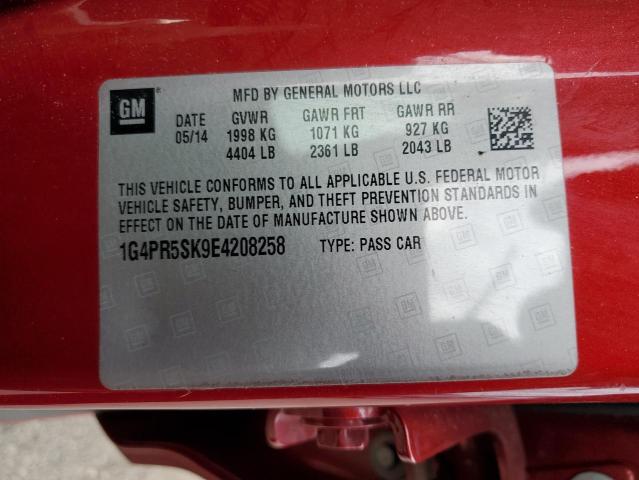 GM
MFD BY GENERAL MOTORS LLC
DATE GVWR GAWR FRT GAWR RR
05/14 1998 KG 1071 KG 927 KG
4404 LB 2361 LB 2043 LB
THIS VEHICLE CONFORMS TO ALL APPLICABLE U.S. FEDERAL MOTOR
VEHICLE SAFETY, BUMPER, AND THEFT PREVENTION STANDARDS IN
EFFECT ON THE DATE OF MANUFACTURE SHOWN ABOVE.
1G4PR5SK9E4208258 TYPE: PASS CAR